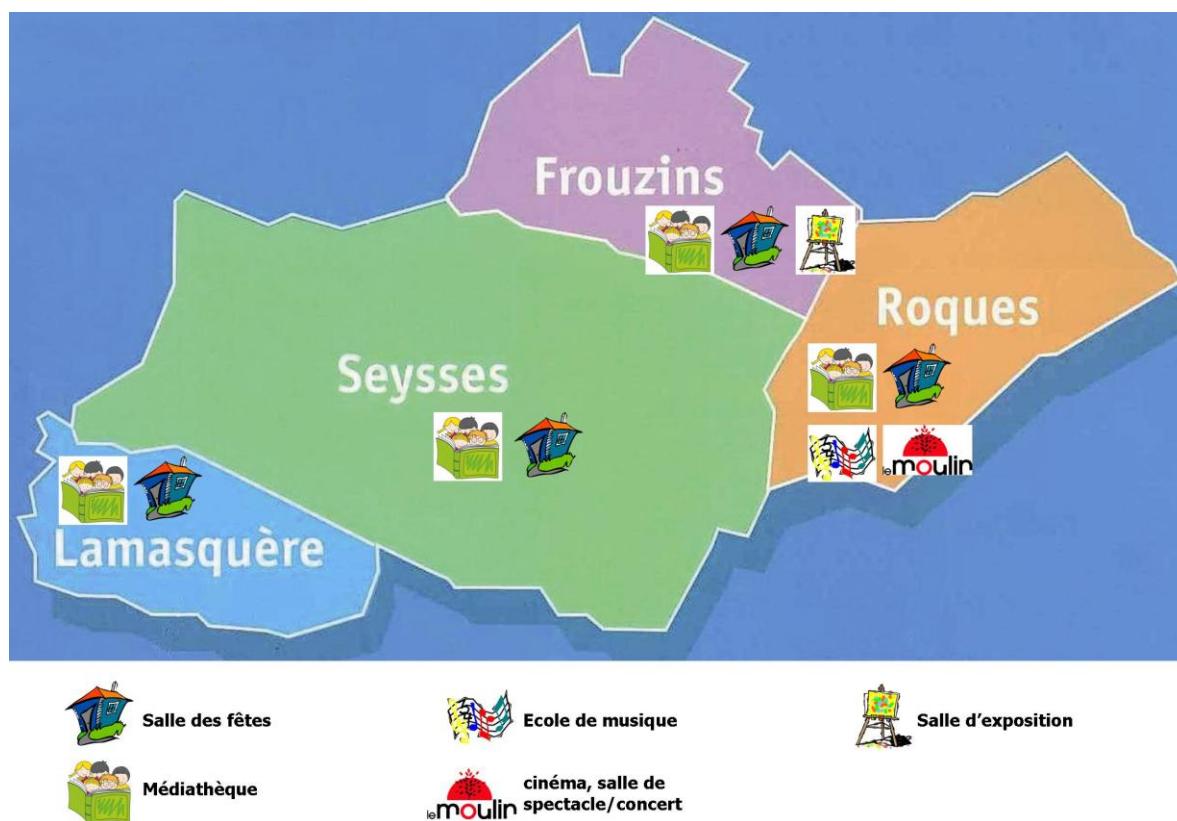 Frouzins
Roques
Seysses
le moulin
Lamasquère
Salle des fêtes
Ecole de musique
Salle d'exposition
Médiathèque
le moulin
cinéma, salle de
spectacle/concert